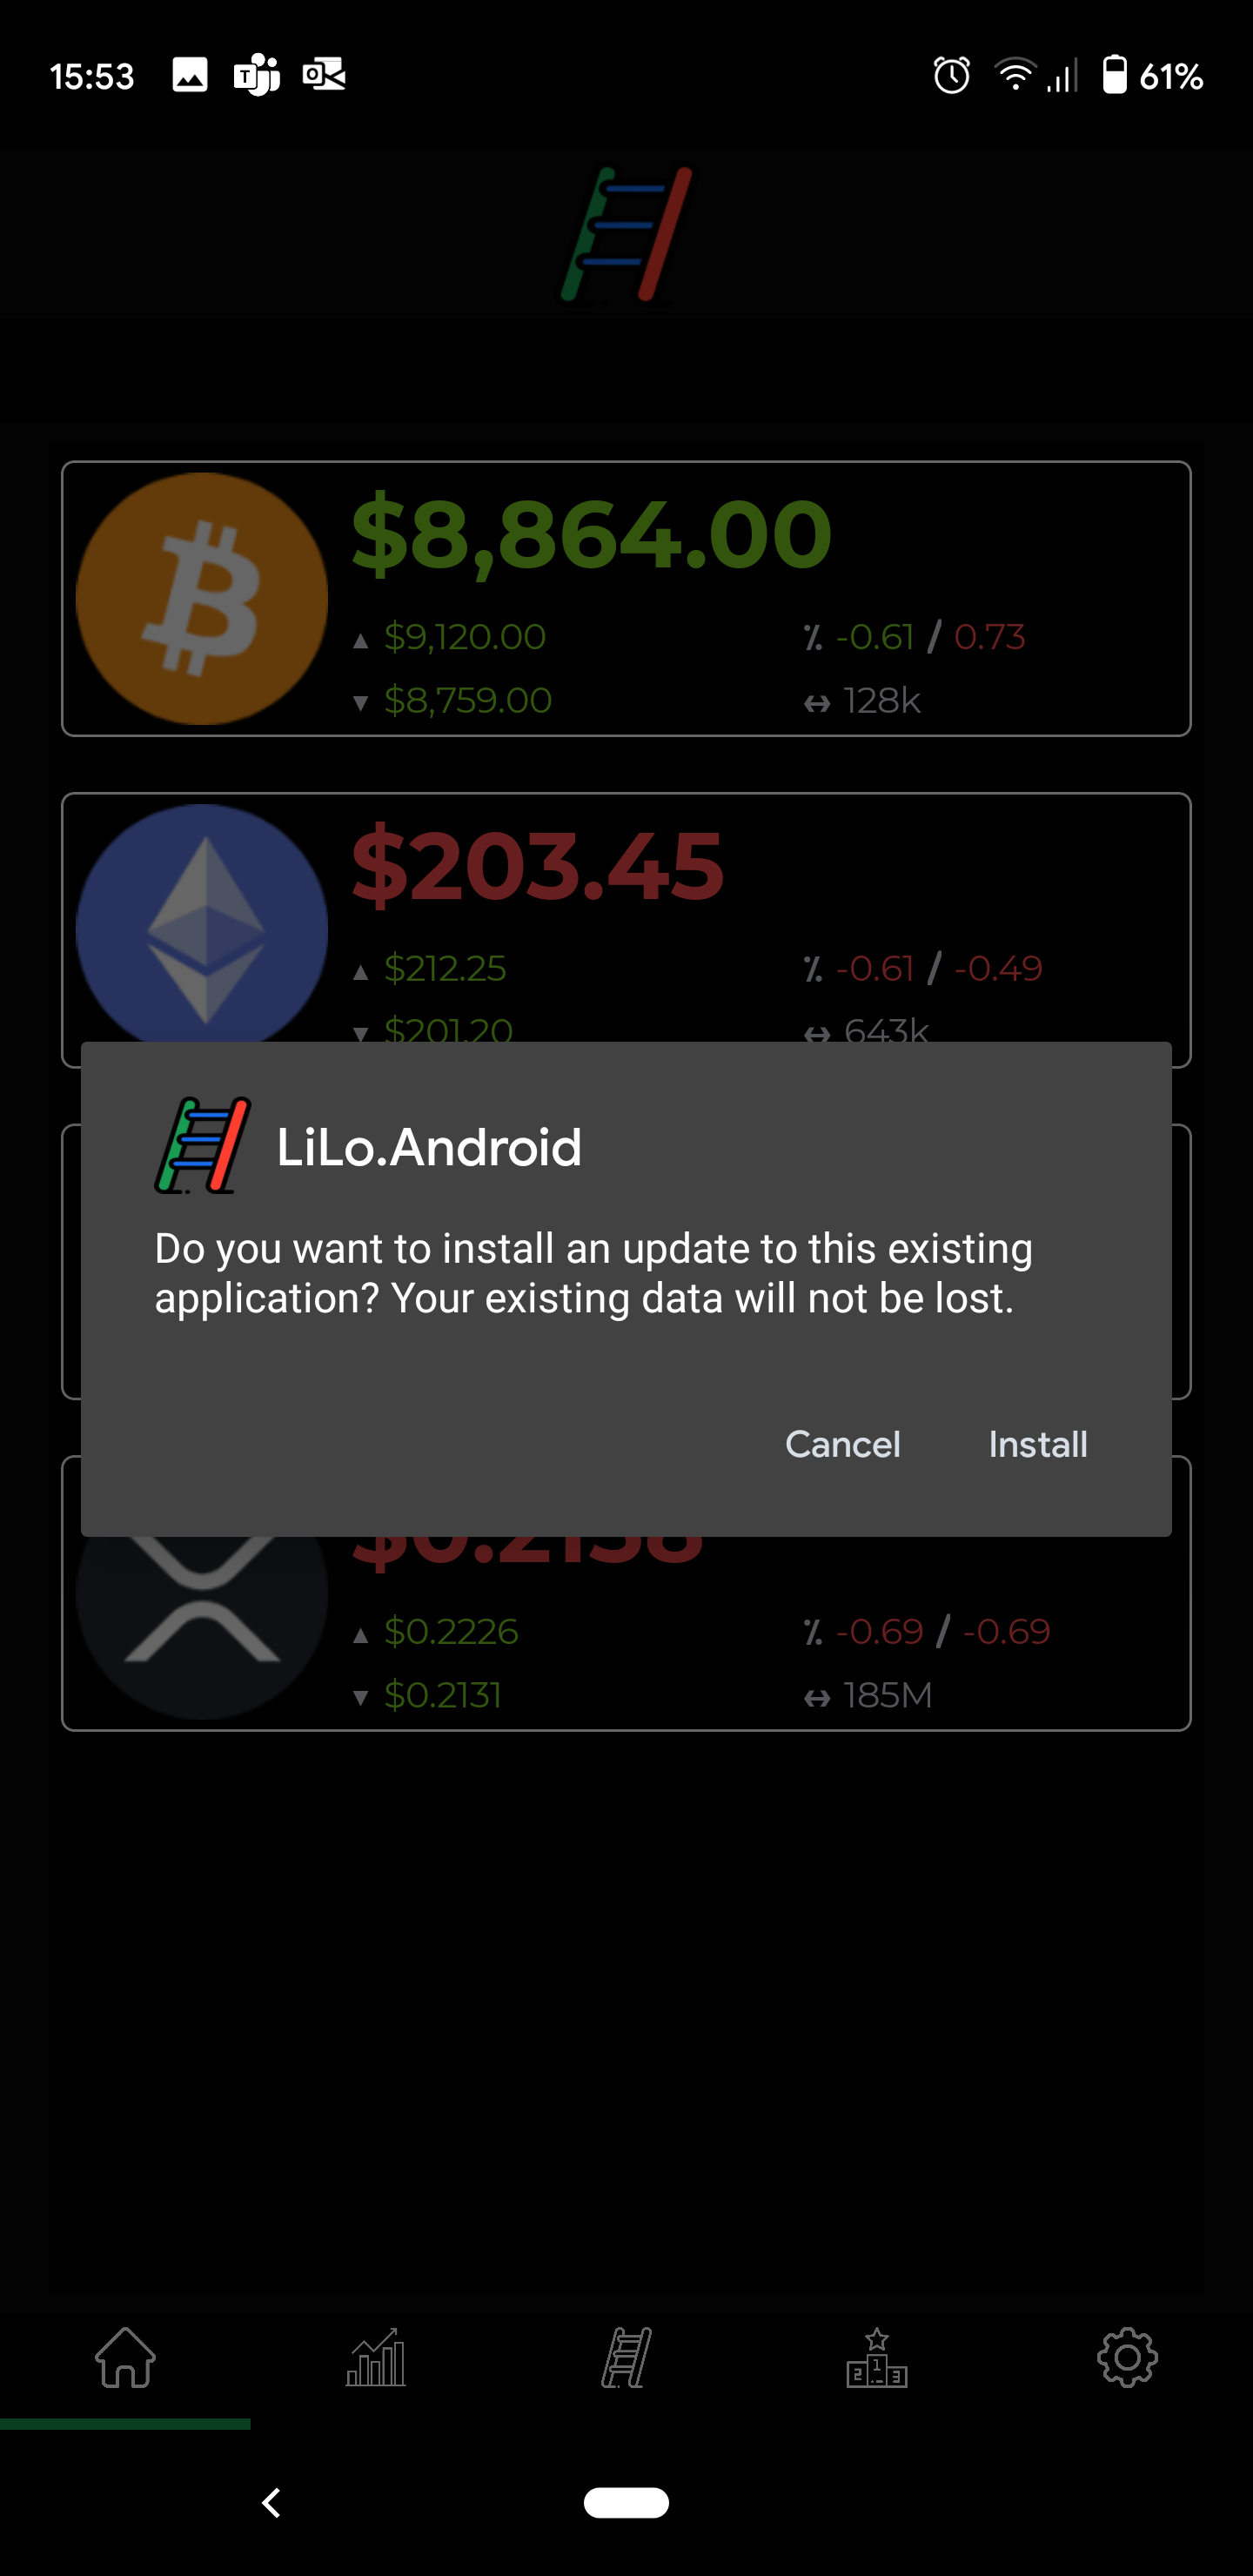 15:53
61%
$8,864.00
▲ $9,120.00 ٪ -0.61 / 0.73
▼ $8,759.00 ↔ 128k
$203.45
▲ $212.25 ٪ -0.61 / -0.49
▼ $201.20 ↔ 643k
LiLo.Android
Do you want to install an update to this existing
application? Your existing data will not be lost.
Cancel Install
$0.2138
▲ $0.2226 ٪ -0.69 / -0.69
▼ $0.2131 ↔ 185M